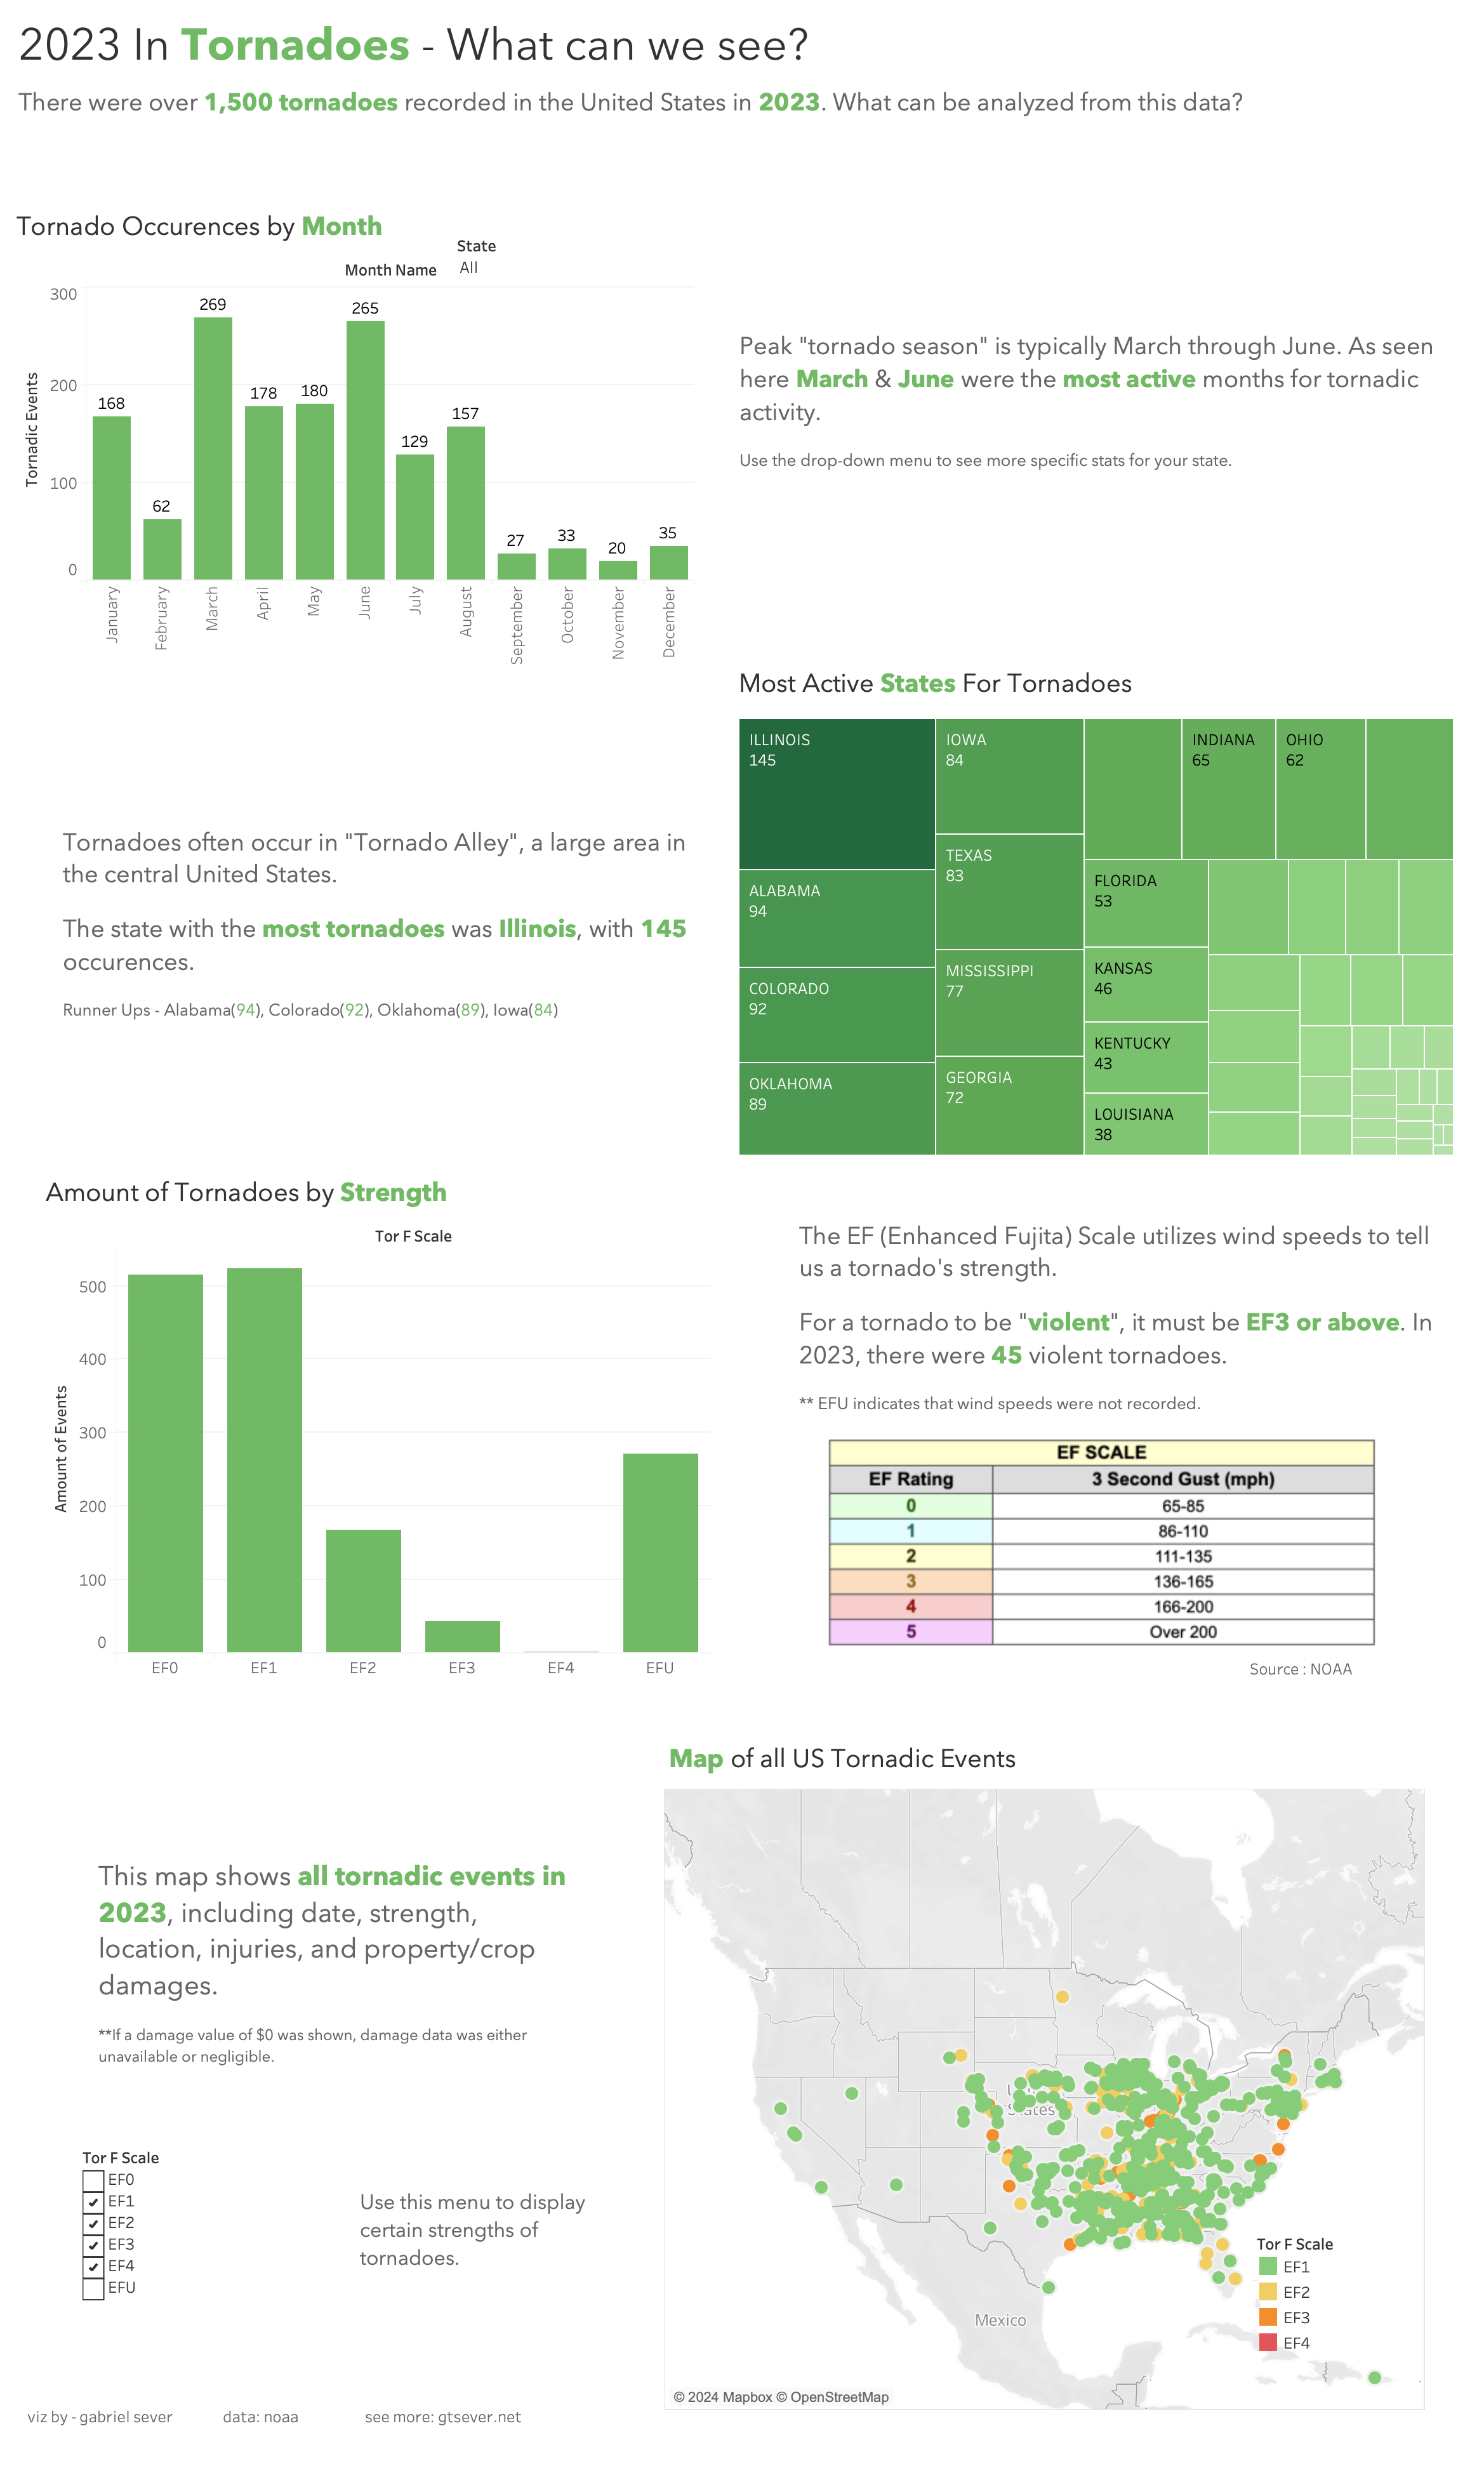 2023 In Tornadoes - What can we see?
There were over 1,500 tornadoes recorded in the United States in 2023. What can be analyzed from this data?
Tornado Occurences by Month
State
All
Month Name
Tornadic Events
300
200
100
0
168
62
269
178
180
265
129
157
27
33
20
35
January
February
March
April
May
June
July
August
September
October
November
December
Peak "tornado season" is typically March through June. As seen
here March & June were the most active months for tornadic
activity.
Use the drop-down menu to see more specific stats for your state.
Most Active States For Tornadoes
ILLINOIS
145
ALABAMA
94
COLORADO
92
OKLAHOMA
89
IOWA
84
TEXAS
83
MISSISSIPPI
77
GEORGIA
72
INDIANA
65
OHIO
62
FLORIDA
53
KANSAS
46
KENTUCKY
43
LOUISIANA
38
Tornadoes often occur in "Tornado Alley", a large area in
the central United States.
The state with the most tornadoes was Illinois, with 145
occurences.
Runner Ups - Alabama(94), Colorado(92), Oklahoma(89), Iowa(84)
Amount of Tornadoes by Strength
Tor F Scale
Amount of Events
500
400
300
200
100
0
EF0
EF1
EF2
EF3
EF4
EFU
The EF (Enhanced Fujita) Scale utilizes wind speeds to tell
us a tornado's strength.
For a tornado to be "violent", it must be EF3 or above. In
2023, there were 45 violent tornadoes.
** EFU indicates that wind speeds were not recorded.
EF SCALE
EF Rating 3 Second Gust (mph)
0 65-85
1 86-110
2 111-135
3 136-165
4 166-200
5 Over 200
Source : NOAA
Map of all US Tornadic Events
This map shows all tornadic events in
2023, including date, strength,
location, injuries, and property/crop
damages.
**If a damage value of $0 was shown, damage data was either
unavailable or negligible.
Tor F Scale
EF0
EF1
EF2
EF3
EF4
EFU
Use this menu to display
certain strengths of
tornadoes.
Mexico
Tor F Scale
EF1
EF2
EF3
EF4
© 2024 Mapbox © OpenStreetMap
viz by - gabriel sever data: noaa see more: gtsever.net